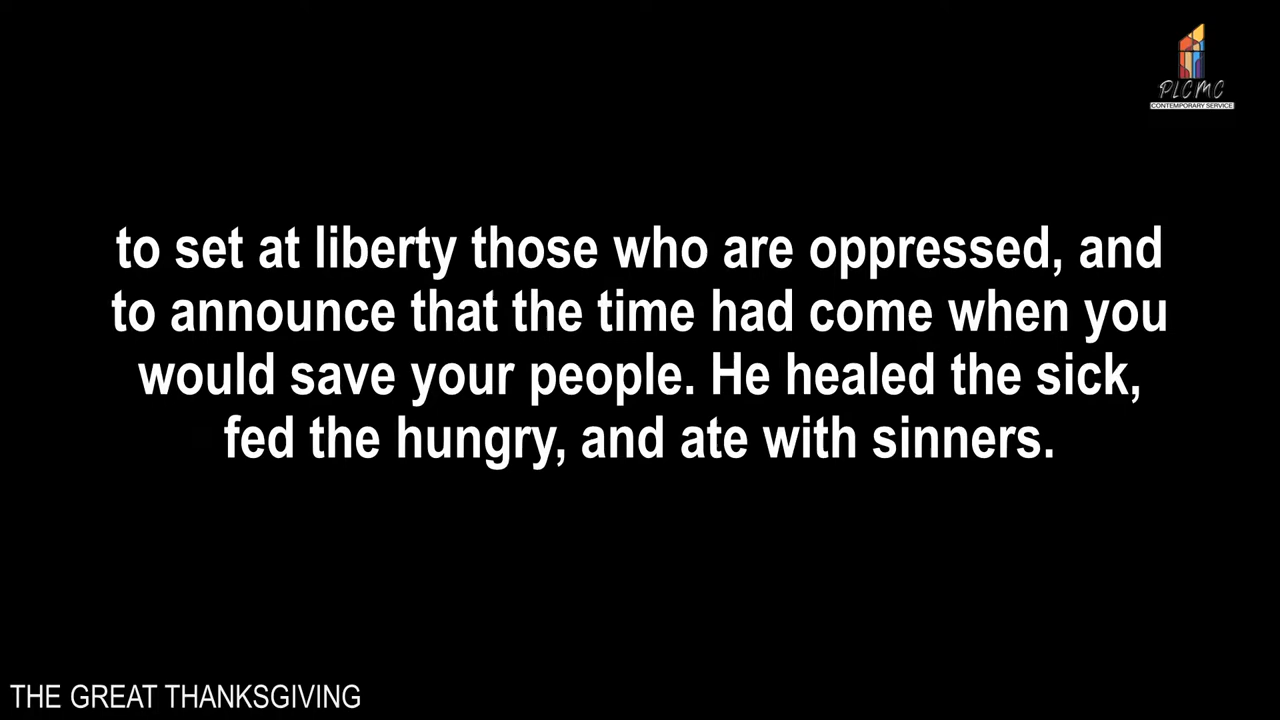 PLCMC
CONTEMPORARY SERVICE
to set at liberty those who are oppressed, and
to announce that the time had come when you
would save your people. He healed the sick,
fed the hungry, and ate with sinners.
THE GREAT THANKSGIVING